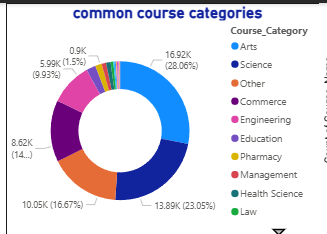 common course categories
Course_Category
Arts
Science
Other
Commerce
Engineering
Education
Pharmacy
Management
Health Science
Law
0.9K
(1.5%)
16.92K
(28.06%)
5.99K
(9.93%)
8.62K
(14...)
10.05K (16.67%)
13.89K (23.05%)